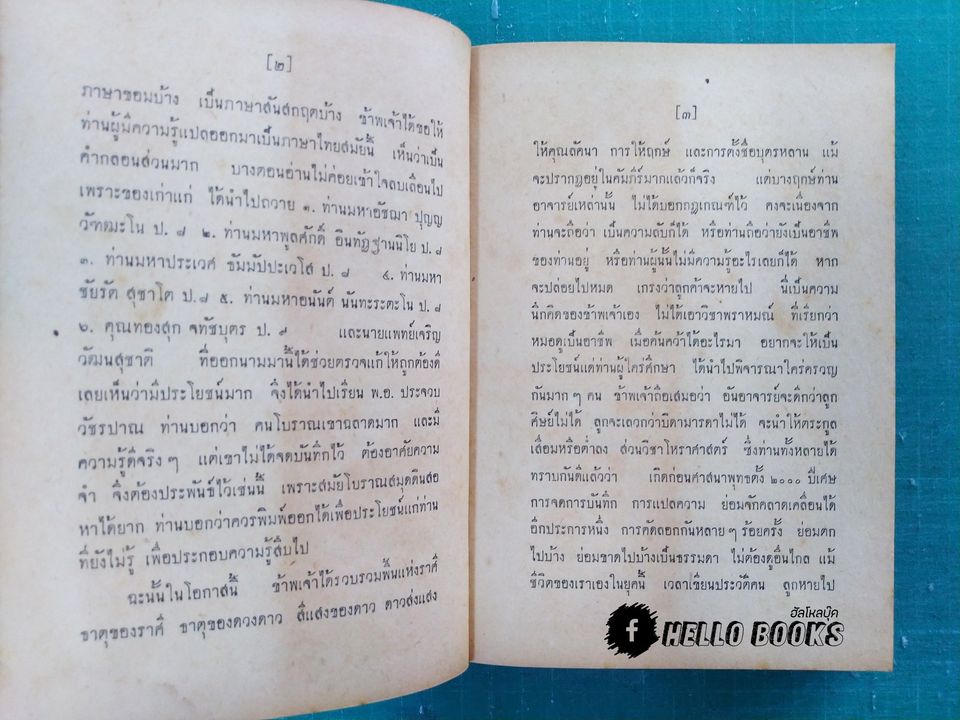 [๒]
ภาษาขอมบ้าง เป็นภาษาสันสกฤตบ้าง ข้าพเจ้าได้ขอให้
ท่านผู้มีความรู้แปลออกมาเป็นภาษาไทยสมัยนี้ เห็นว่าเป็น
คำกลอนส่วนมาก บางตอนอ่านไม่ค่อยเข้าใจลบเลือนไป
เพราะของเก่าแก่ ได้นำไปถวาย ๑. ท่านมหาอัชฌา ปุญญ
วัฑฒะโน ป. ๘ ๒. ท่านมหาพูลศักดิ์ อินทัฏฐานนิโย ป. ๘
๓. ท่านมหาประเวศ ธัมมัปปะเวโส ป. ๘ ๔. ท่านมหา
ชัยรัต สุชาโต ป.๘ ๕. ท่านมหาอนันต์ นันทะระตะโน ป. ๘
๖. คุณทองสุก จทัชบุตร ป. ๙ และนายแพทย์เจริญ
วัฒนสุชาติ ที่ออกนามมานี้ได้ช่วยตรวจแก้ให้ถูกต้องดี
เลยเห็นว่ามีประโยชน์มาก จึงได้นำไปเรียน พ.อ. ประจวบ
วัชรปาณ ท่านบอกว่า คนโบราณเขาฉลาดมาก และมี
ความรู้ดีจริง ๆ แต่เขาไม่ได้จดบันทึกไว้ ต้องอาศัยความ
จำ จึงต้องประพันธ์ไว้เช่นนี้ เพราะสมัยโบราณสมุดดินสอ
หาได้ยาก ท่านบอกว่าควรพิมพ์ออกได้เพื่อประโยชน์แก่ท่าน
ที่ยังไม่รู้ เพื่อประกอบความรู้สืบไป
ฉะนั้นในโอกาสนี้ ข้าพเจ้าได้รวบรวมพื้นแห่งราศี
ธาตุของราศี ธาตุของดวงดาว สีแสงของดาว ดาวส่งแสง
[๓]
ให้คุณลัคนา การให้ฤกษ์ และการตั้งชื่อบุตรหลาน แม้
จะปรากฏอยู่ในคัมภีร์มากแล้วก็จริง แต่บางฤกษ์ท่าน
อาจารย์เหล่านั้น ไม่ได้บอกกฎเกณฑ์ไว้ คงจะเนื่องจาก
ท่านจะถือว่า เป็นความลับก็ได้ หรือท่านถือว่ายังเป็นอาชีพ
ของท่านอยู่ หรือท่านผู้นั้นไม่มีความรู้อะไรเลยก็ได้ หาก
จะปล่อยไปหมด เกรงว่าลูกค้าจะหายไป นี่เป็นความ
นึกคิดของข้าพเจ้าเอง ไม่ได้เอาวิชาพราหมณ์ ที่เรียกว่า
หมอดูเป็นอาชีพ เมื่อค้นคว้าได้อะไรมา อยากจะให้เป็น
ประโยชน์แด่ท่านผู้ใคร่ศึกษา ได้นำไปพิจารณาใคร่ครวญ
กันมาก ๆ คน ข้าพเจ้าถือเสมอว่า อันอาจารย์จะดีกว่าลูก
ศิษย์ไม่ได้ ลูกจะเลวกว่าบิดามารดาไม่ได้ จะนำให้ตระกูล
เสื่อมหรือต่ำลง ส่วนวิชาโหราศาสตร์ ซึ่งท่านทั้งหลายได้
ทราบกันดีแล้วว่า เกิดก่อนศาสนาพุทธตั้ง ๒๐๐๐ ปีเศษ
การจดการบันทึก การแปลความ ย่อมจักคลาดเคลื่อนได้
อีกประการหนึ่ง การคัดลอกกันหลาย ๆ ร้อยครั้ง ย่อมตก
ไปบ้าง ย่อมขาดไปบ้างเป็นธรรมดา ไม่ต้องดูอื่นไกล แม้
ชีวิตของเราเองในยุคนี้ เวลาเขียนประวัติคน ลูกหายไป
ฮัลโหลบุ๊ค
f HELLO BOOKS